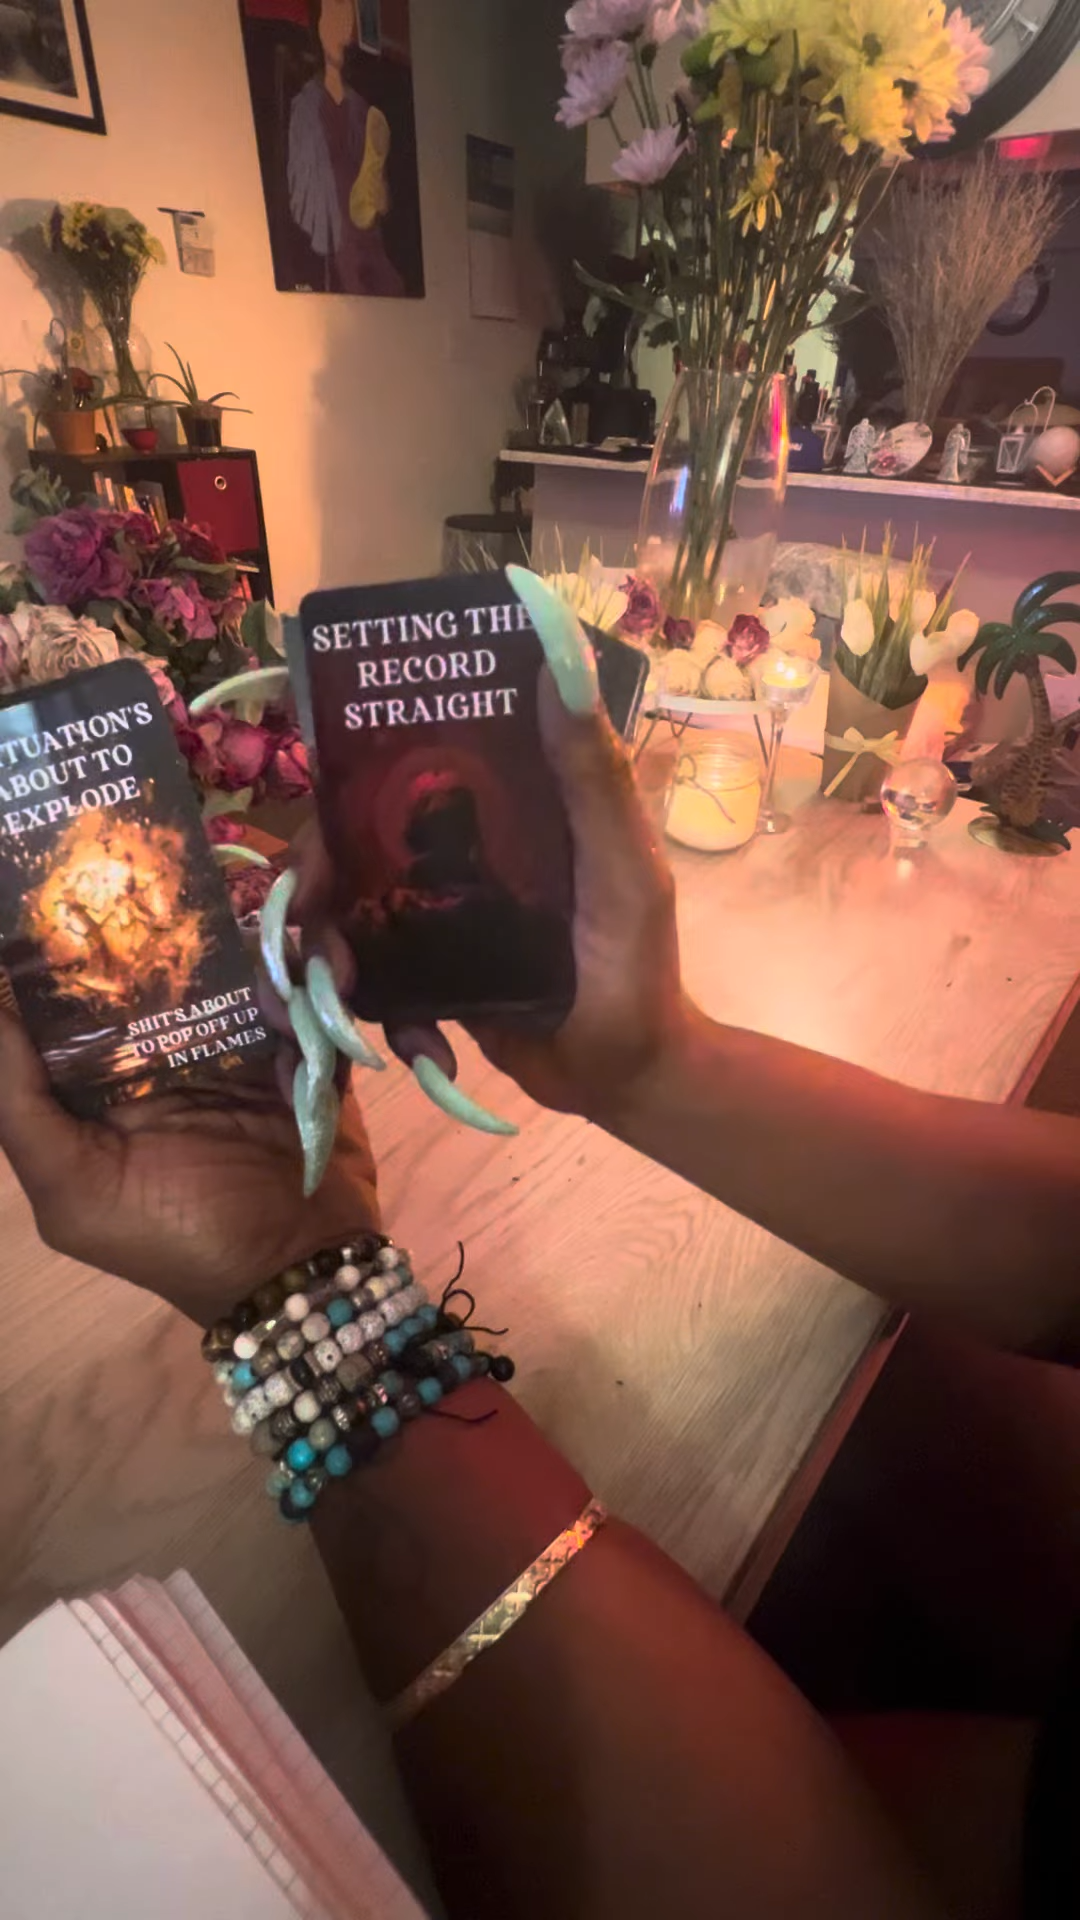 SETTING THE
RECORD
STRAIGHT
ABOUT TO
EXPLODE
SHIT'S ABOUT
TO POP OFF UP
IN FLAMES